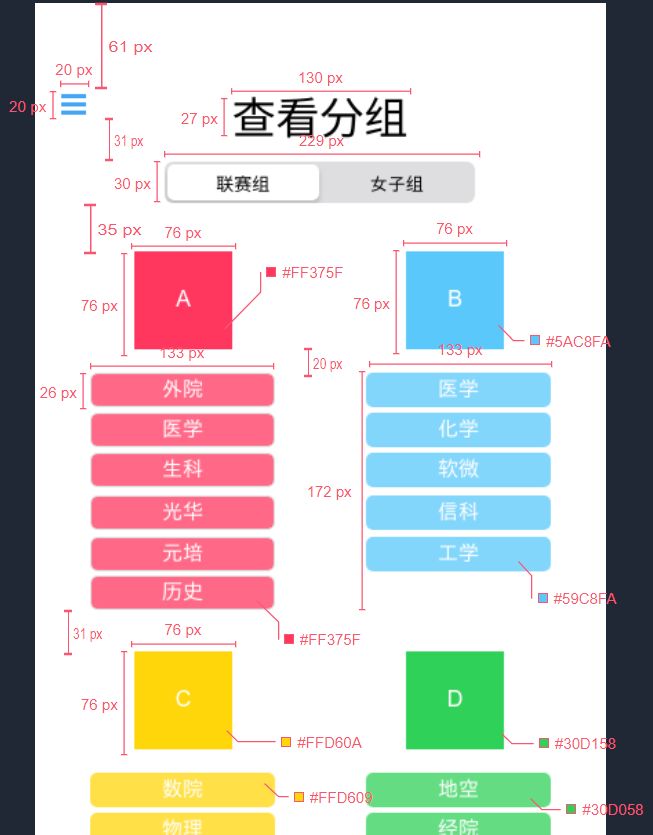 61 px
20 px
20 px
130 px
27 px
查看分组
31 px
229 px
30 px
联赛组
女子组
35 px
76 px
76 px
76 px
A
#FF375F
76 px
B
#5AC8FA
133 px
20 px
133 px
26 px
外院
医学
医学
化学
生科
软微
172 px
光华
信科
元培
工学
历史
#59C8FA
31 px
76 px
#FF375F
76 px
C
D
#FFD60A
#30D158
数院
#FFD609
地空
#30D058
物理
经院